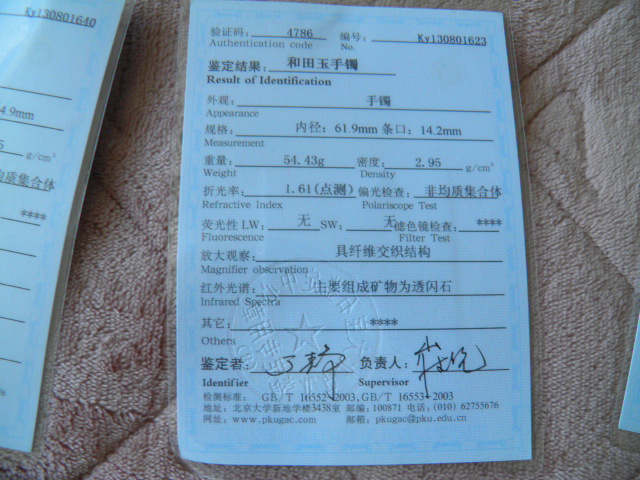 Ky130801640
4.9mm
g/cm³
均质集合体
****
验证码： 4786 编号： Ky130801623
Authentication code No.
鉴定结果： 和田玉手镯
Result of Identification
外观： 手镯
Appearance
规格： 内径：61.9mm 条口：14.2mm
Measurement
重量： 54.43g 密度： 2.95 g/cm³
Weight Density
折光率： 1.61(点测) 偏光检查： 非均质集合体
Refractive Index Polariscope Test
荧光性 LW： 无 SW： 无 滤色镜检查： ****
Fluorescence Filter Test
放大观察： 具纤维交织结构
Magnifier observation
红外光谱： 主要组成矿物为透闪石
Infrared Spectra
其它： ****
Others
鉴定者： 负责人：
Identifier Supervisor
检测标准： GB/T 16552-2003,GB/T 16553-2003
地址：北京大学新地学楼3438室 邮编：100871 电话：(010) 62755676
网址：www.pkugac.com 邮箱：pkugac@pku.edu.cn